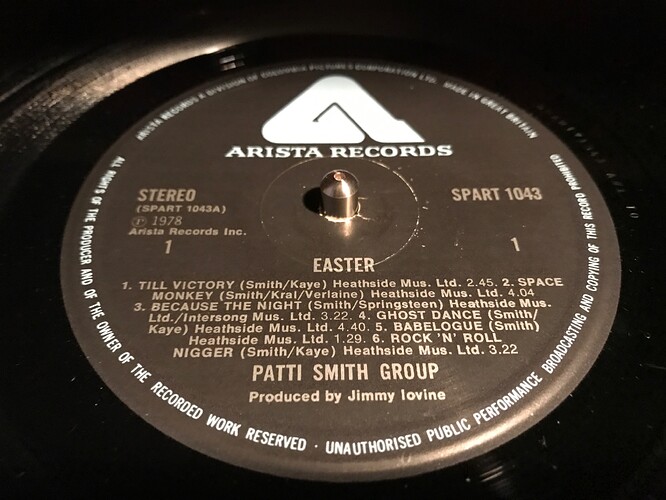 ARISTA RECORDS A DIVISION OF COLUMBIA PICTURES CORPORATION LTD. MADE IN GREAT BRITAIN
ARISTA RECORDS
STEREO
(SPART 1043A)
℗ 1978
Arista Records Inc.
1
SPART 1043
1
EASTER
1. TILL VICTORY (Smith/Kaye) Heathside Mus. Ltd. 2.45. 2. SPACE
MONKEY (Smith/Kral/Verlaine) Heathside Mus. Ltd. 4.04
3. BECAUSE THE NIGHT (Smith/Springsteen) Heathside Mus.
Ltd./Intersong Mus. Ltd. 3.22. 4. GHOST DANCE (Smith/
Kaye) Heathside Mus. Ltd. 4.40. 5. BABELOGUE (Smith)
Heathside Mus. Ltd. 1.29. 6. ROCK 'N' ROLL
NIGGER (Smith/Kaye) Heathside Mus. Ltd. 3.22
PATTI SMITH GROUP
Produced by Jimmy Iovine
ALL RIGHTS OF THE PRODUCER AND OF THE OWNER OF THE RECORDED WORK RESERVED · UNAUTHORISED PUBLIC PERFORMANCE BROADCASTING AND COPYING OF THIS RECORD PROHIBITED